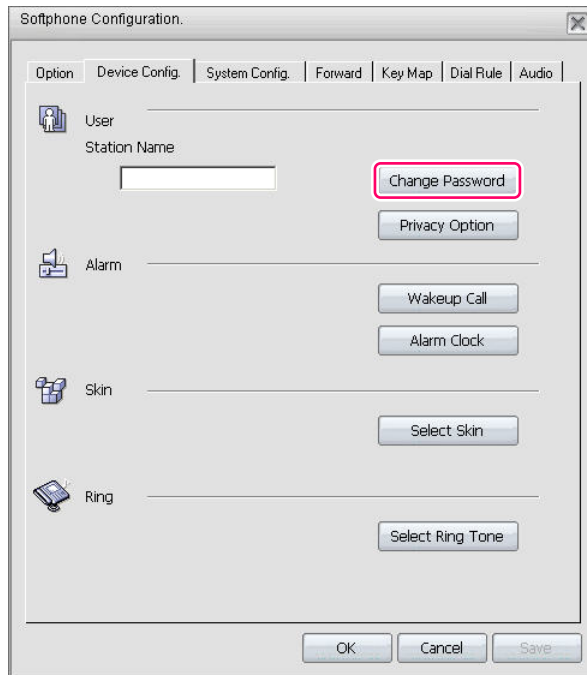 Softphone Configuration.
Option Device Config. System Config. Forward Key Map Dial Rule Audio
User
Station Name
Change Password
Privacy Option
Alarm
Wakeup Call
Alarm Clock
Skin
Select Skin
Ring
Select Ring Tone
OK Cancel Save